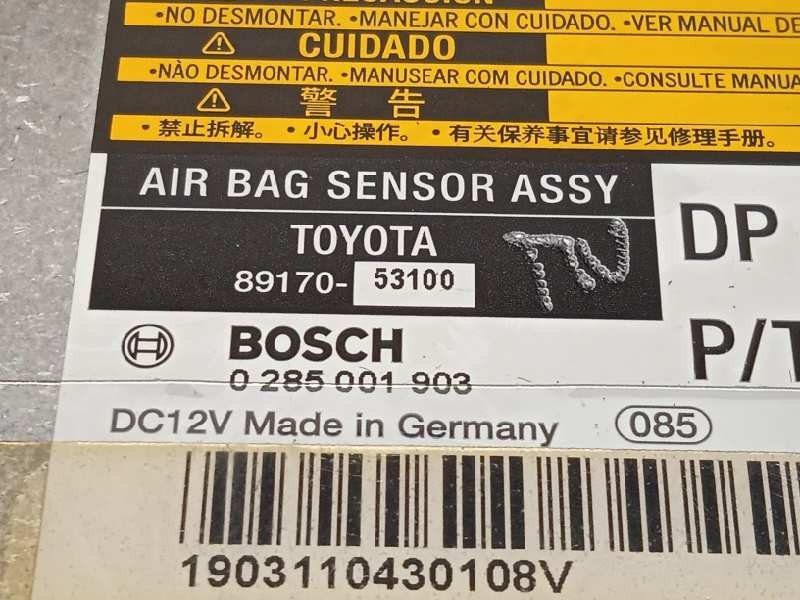 •NO DESMONTAR. •MANEJAR CON CUIDADO. •VER MANUAL DE
CUIDADO
•NÃO DESMONTAR. •MANUSEAR COM CUIDADO. •CONSULTE MANUA
警 告
•禁止拆解。 •小心操作。 •有关保养事宜请参见修理手册.
AIR BAG SENSOR ASSY
TOYOTA
89170- 53100
DP
BOSCH
P/T
0 285 001 903
DC12V Made in Germany 085
1903110430108V